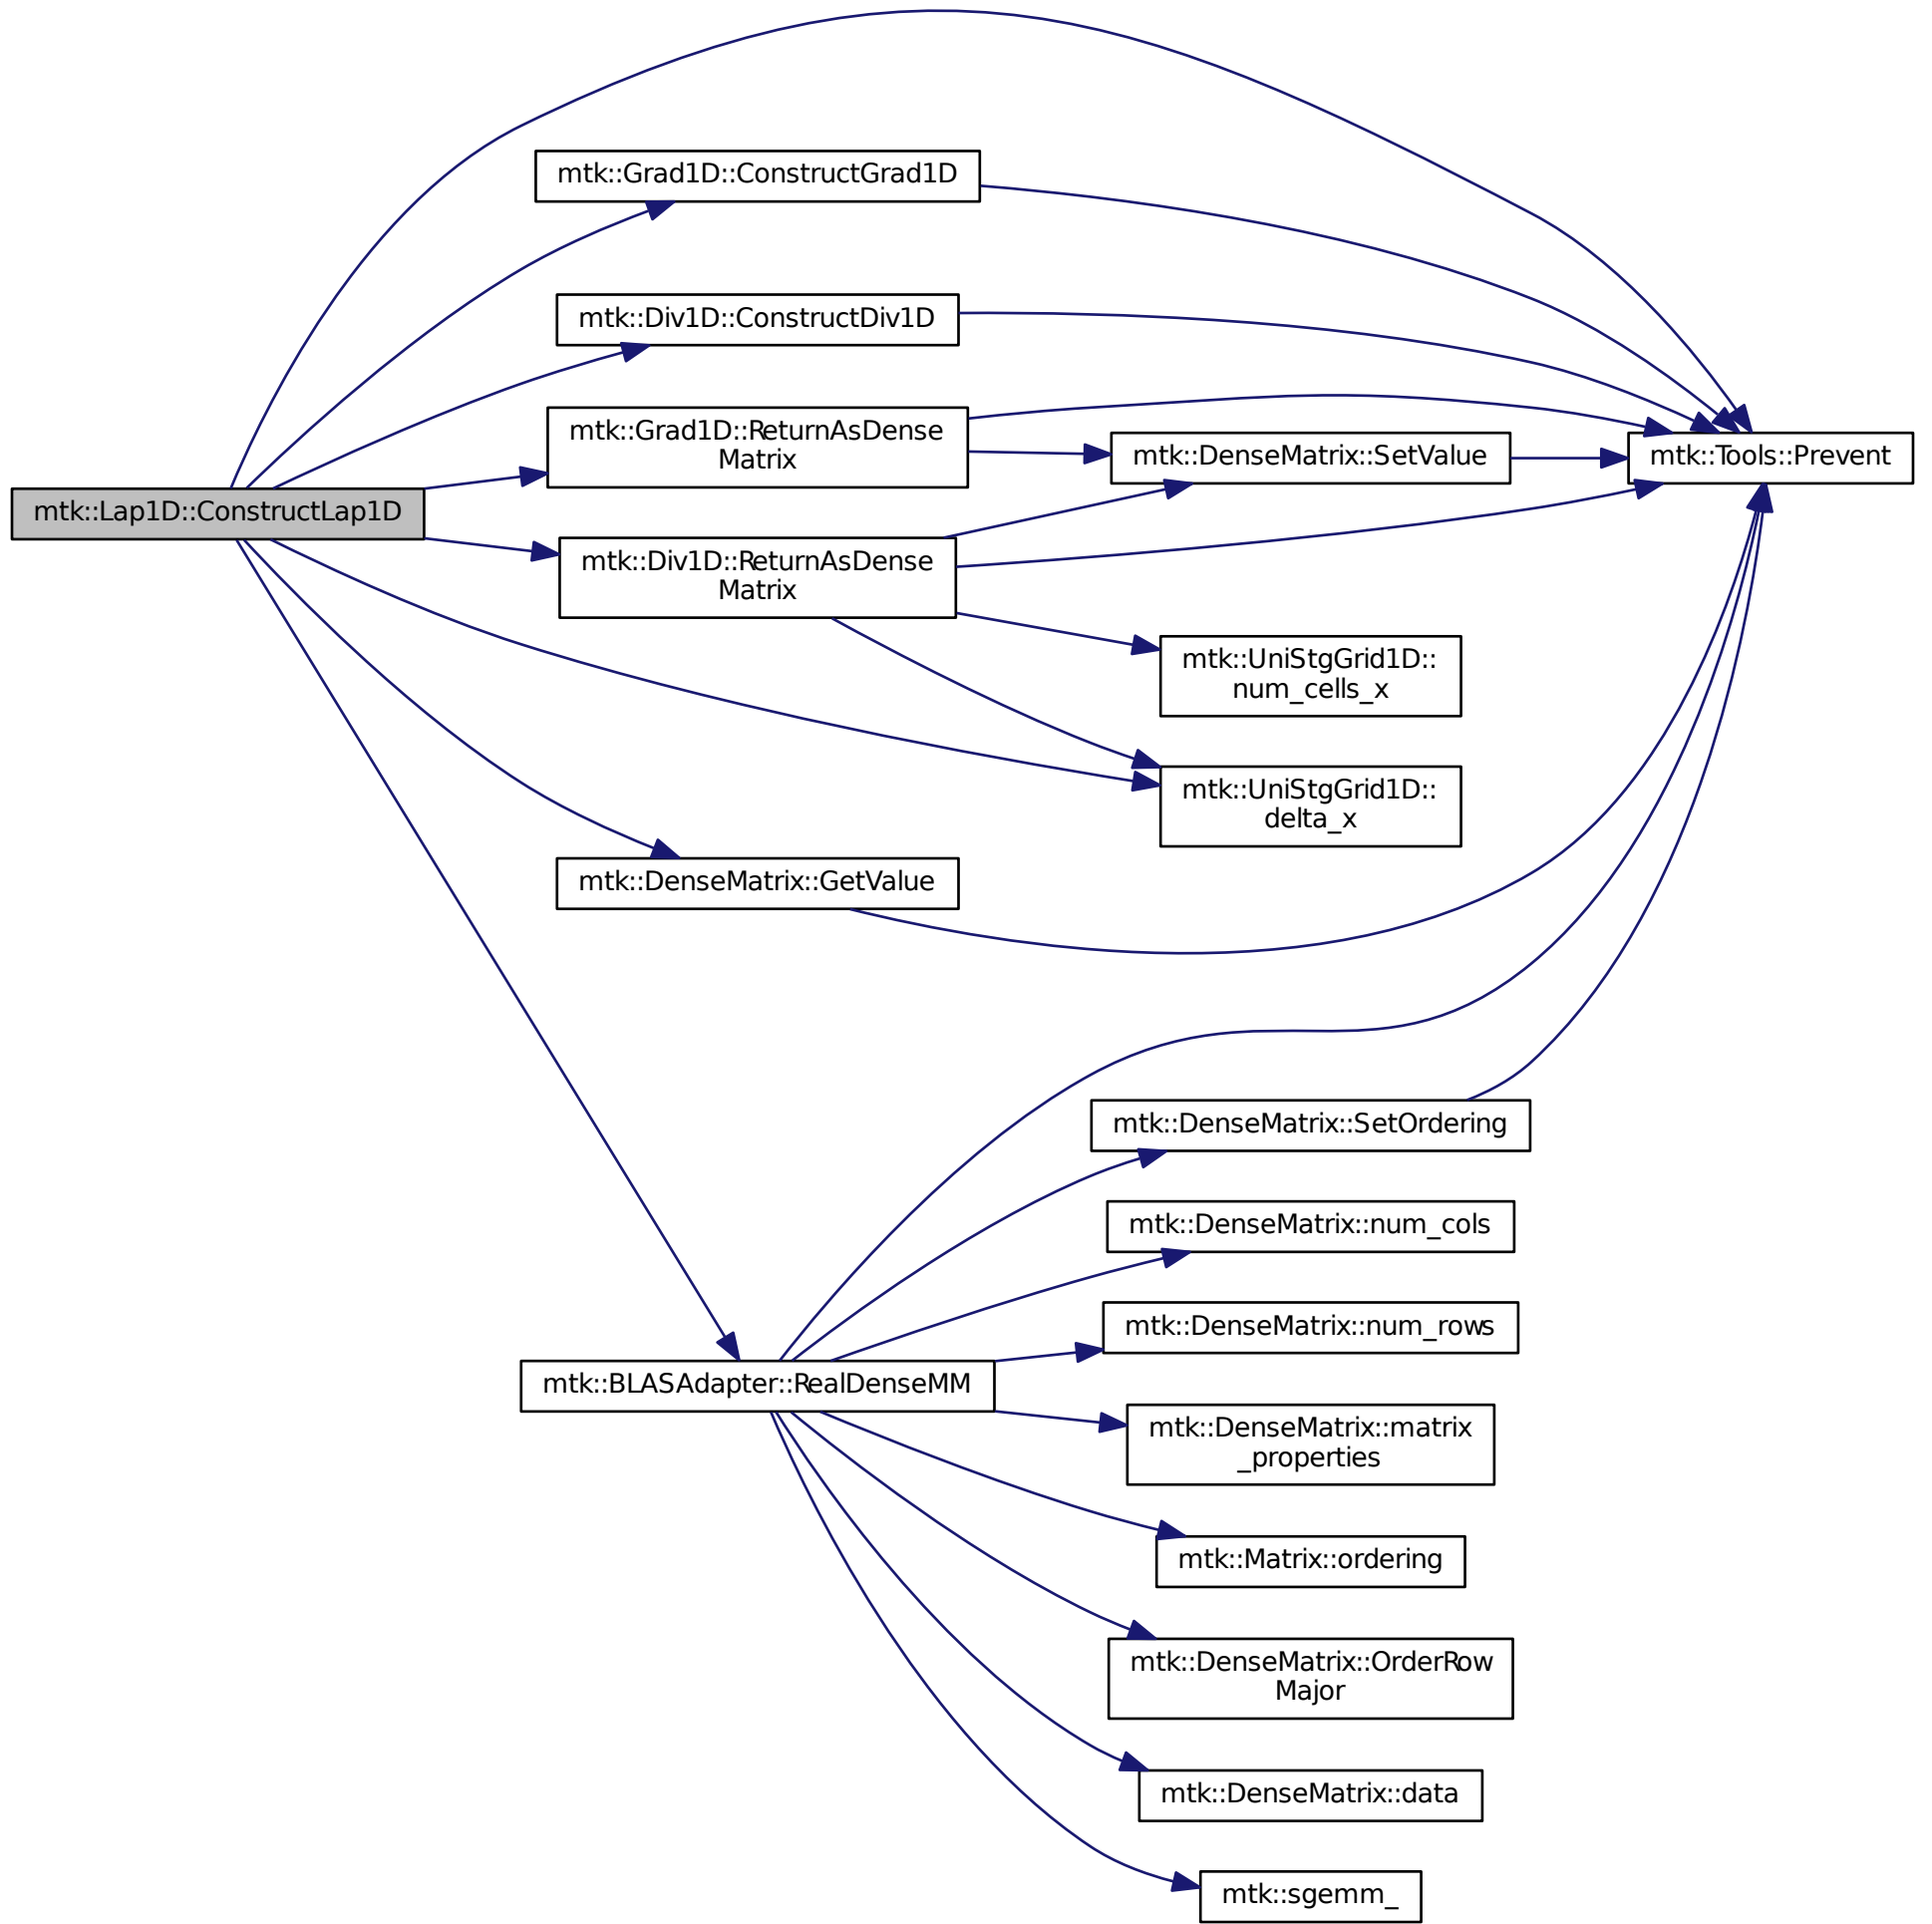 mtk::Grad1D::ConstructGrad1D
mtk::Div1D::ConstructDiv1D
mtk::Grad1D::ReturnAsDense
Matrix
mtk::DenseMatrix::SetValue
mtk::Tools::Prevent
mtk::Lap1D::ConstructLap1D
mtk::Div1D::ReturnAsDense
Matrix
mtk::UniStgGrid1D::
num_cells_x
mtk::UniStgGrid1D::
delta_x
mtk::DenseMatrix::GetValue
mtk::DenseMatrix::SetOrdering
mtk::DenseMatrix::num_cols
mtk::DenseMatrix::num_rows
mtk::BLASAdapter::RealDenseMM
mtk::DenseMatrix::matrix
_properties
mtk::Matrix::ordering
mtk::DenseMatrix::OrderRow
Major
mtk::DenseMatrix::data
mtk::sgemm_